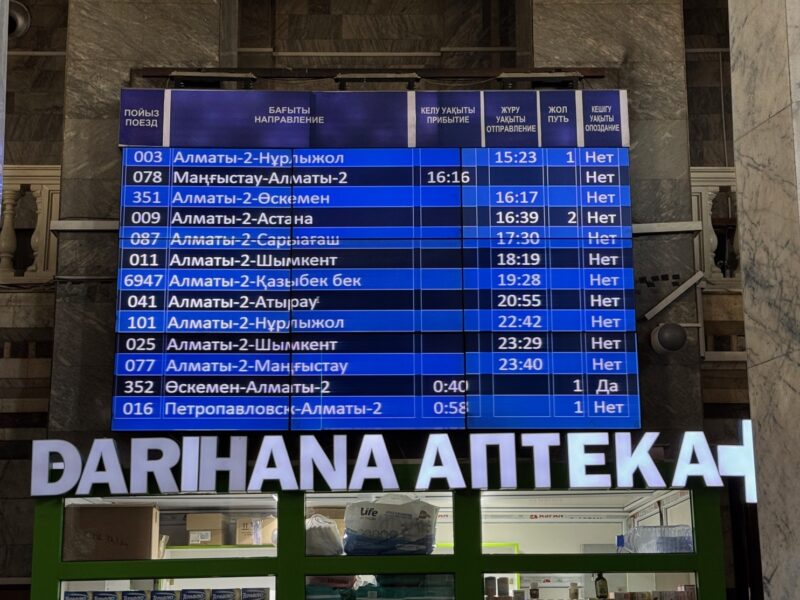 ПОЙЫЗ ПОЕЗД БАҒЫТЫ НАПРАВЛЕНИЕ КЕЛУ УАҚЫТЫ ПРИБЫТИЕ ЖҮРУ УАҚЫТЫ ОТПРАВЛЕНИЕ ЖОЛ ПУТЬ КЕШІГУ УАҚЫТЫ ОПОЗДАНИЕ
003 Алматы-2-Нұрлыжол 15:23 1 Нет
078 Маңғыстау-Алматы-2 16:16 Нет
351 Алматы-2-Өскемен 16:17 Нет
009 Алматы-2-Астана 16:39 2 Нет
087 Алматы-2-Сарыағаш 17:30 Нет
011 Алматы-2-Шымкент 18:19 Нет
6947 Алматы-2-Қазыбек бек 19:28 Нет
041 Алматы-2-Атырау 20:55 Нет
101 Алматы-2-Нұрлыжол 22:42 Нет
025 Алматы-2-Шымкент 23:29 Нет
077 Алматы-2-Маңғыстау 23:40 Нет
352 Өскемен-Алматы-2 0:40 1 Да
016 Петропавловск-Алматы-2 0:58 1 Нет
DARIHANA АПТЕКА
Life